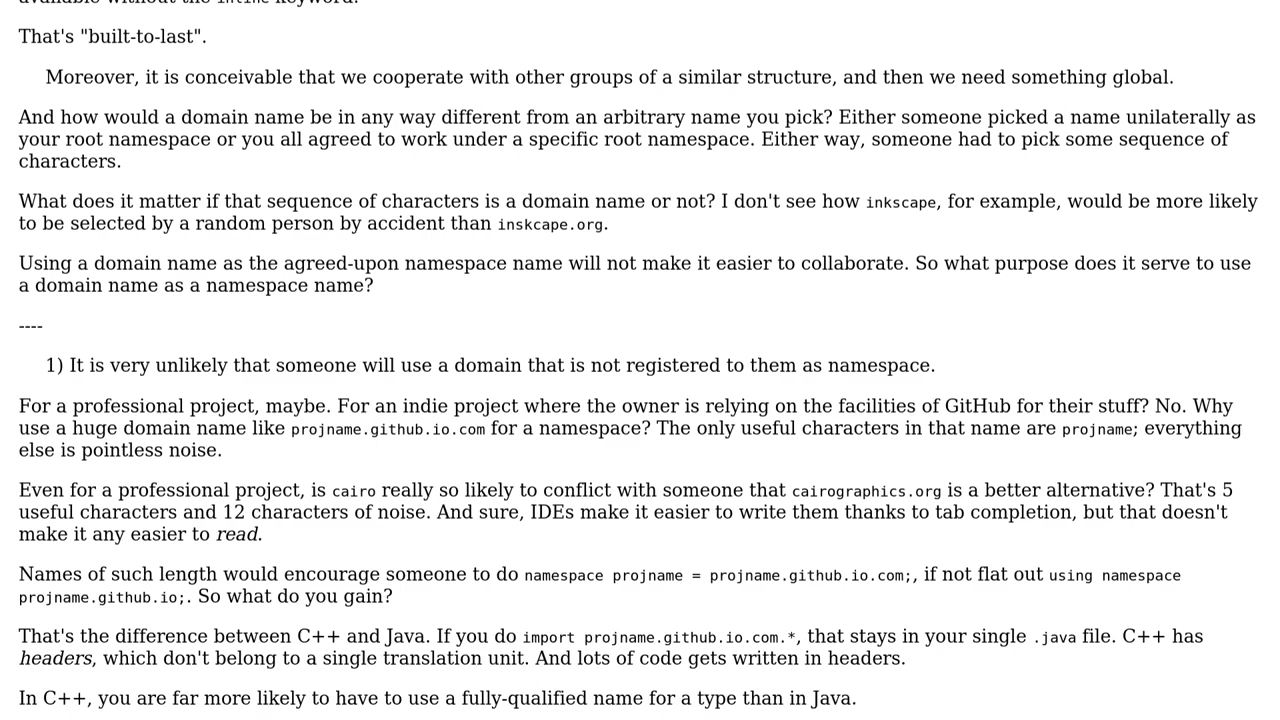 available without the inline keyword.
That's "built-to-last".
Moreover, it is conceivable that we cooperate with other groups of a similar structure, and then we need something global.
And how would a domain name be in any way different from an arbitrary name you pick? Either someone picked a name unilaterally as
your root namespace or you all agreed to work under a specific root namespace. Either way, someone had to pick some sequence of
characters.
What does it matter if that sequence of characters is a domain name or not? I don't see how inkscape, for example, would be more likely
to be selected by a random person by accident than inskcape.org.
Using a domain name as the agreed-upon namespace name will not make it easier to collaborate. So what purpose does it serve to use
a domain name as a namespace name?
----
1) It is very unlikely that someone will use a domain that is not registered to them as namespace.
For a professional project, maybe. For an indie project where the owner is relying on the facilities of GitHub for their stuff? No. Why
use a huge domain name like projname.github.io.com for a namespace? The only useful characters in that name are projname; everything
else is pointless noise.
Even for a professional project, is cairo really so likely to conflict with someone that cairographics.org is a better alternative? That's 5
useful characters and 12 characters of noise. And sure, IDEs make it easier to write them thanks to tab completion, but that doesn't
make it any easier to read.
Names of such length would encourage someone to do namespace projname = projname.github.io.com;, if not flat out using namespace
projname.github.io;. So what do you gain?
That's the difference between C++ and Java. If you do import projname.github.io.com.*, that stays in your single .java file. C++ has
headers, which don't belong to a single translation unit. And lots of code gets written in headers.
In C++, you are far more likely to have to use a fully-qualified name for a type than in Java.